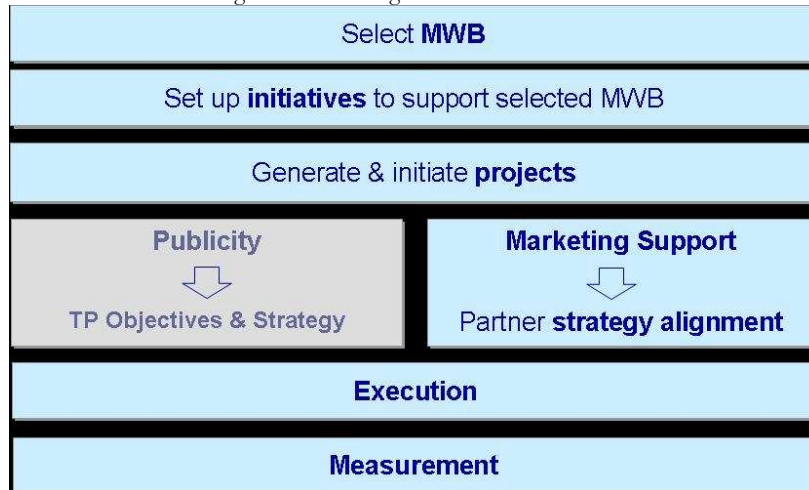 Select MWB
Set up initiatives to support selected MWB
Generate & initiate projects
Publicity
TP Objectives & Strategy
Marketing Support
Partner strategy alignment
Execution
Measurement